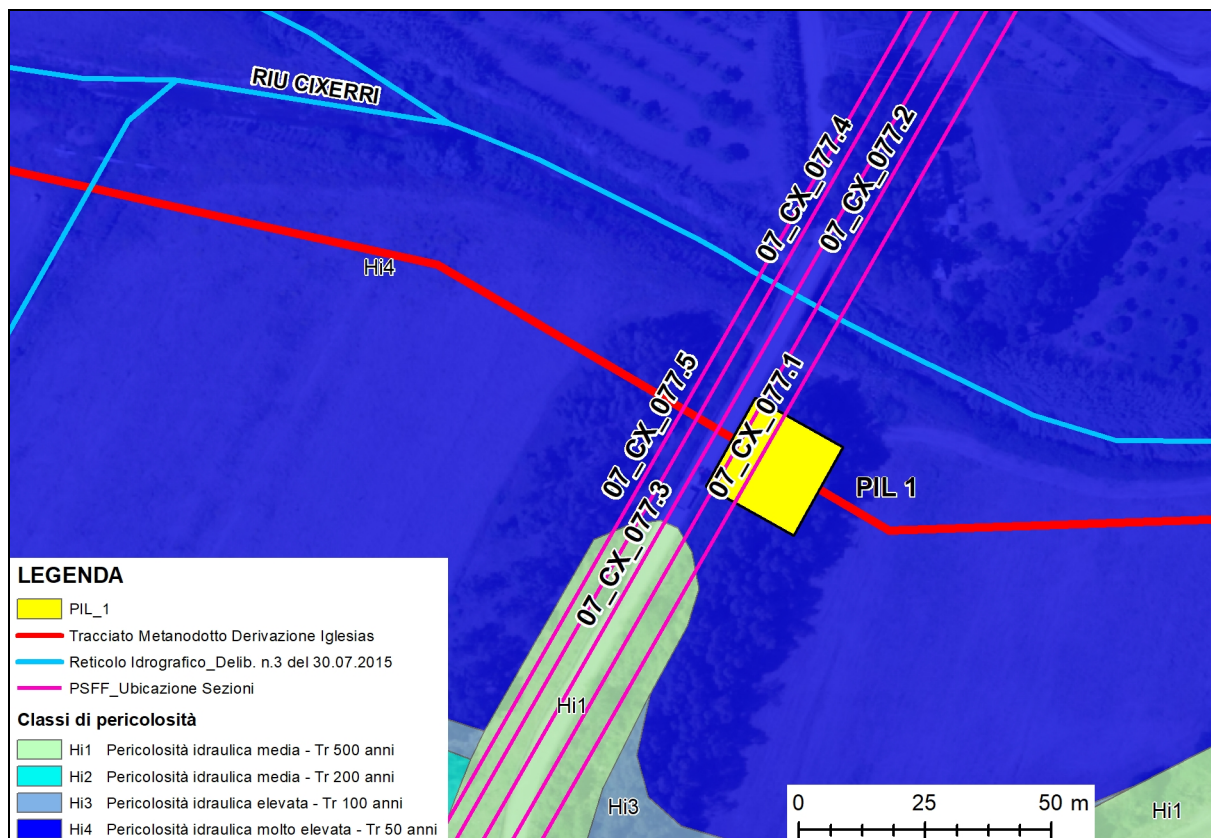 RIU CIXERRI
07_CX_077.4
07_CX_077.2
Hi4
07_CX_077.5
07_CX_077.1
07_CX_077.3
PIL 1
Hi1
Hi3
Hi1
LEGENDA
PIL_1
Tracciato Metanodotto Derivazione Iglesias
Reticolo Idrografico_Delib. n.3 del 30.07.2015
PSFF_Ubicazione Sezioni
Classi di pericolosità
Hi1 Pericolosità idraulica media - Tr 500 anni
Hi2 Pericolosità idraulica media - Tr 200 anni
Hi3 Pericolosità idraulica elevata - Tr 100 anni
Hi4 Pericolosità idraulica molto elevata - Tr 50 anni
0 25 50 m